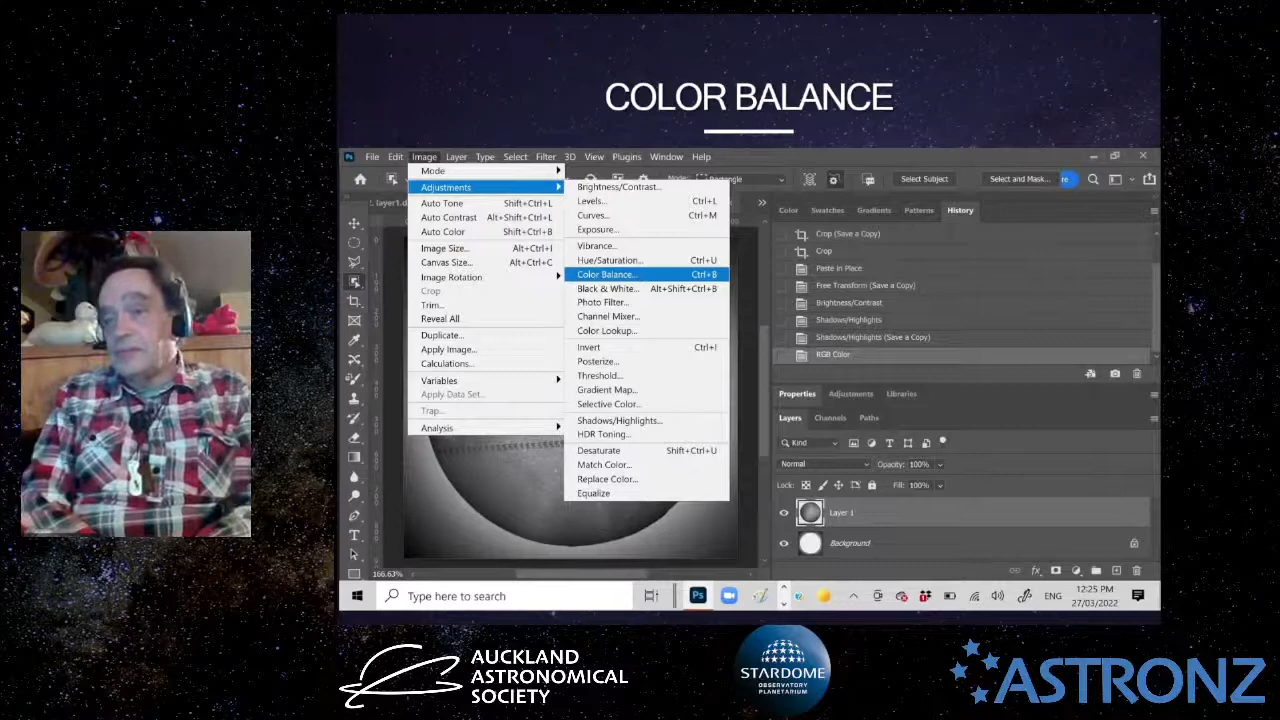 COLOR BALANCE
Ps File Edit Image Layer Type Select Filter 3D View Plugins Window Help
Mode
Adjustments
Auto Tone Shift+Ctrl+L
Auto Contrast Alt+Shift+Ctrl+L
Auto Color Shift+Ctrl+B
Image Size... Alt+Ctrl+I
Canvas Size... Alt+Ctrl+C
Image Rotation
Crop
Trim...
Reveal All
Duplicate...
Apply Image...
Calculations...
Variables
Apply Data Set...
Trap...
Analysis
Brightness/Contrast...
Levels... Ctrl+L
Curves... Ctrl+M
Exposure...
Vibrance...
Hue/Saturation... Ctrl+U
Color Balance... Ctrl+B
Black & White... Alt+Shift+Ctrl+B
Photo Filter...
Channel Mixer...
Color Lookup...
Invert Ctrl+I
Posterize...
Threshold...
Gradient Map...
Selective Color...
Shadows/Highlights...
HDR Toning...
Desaturate Shift+Ctrl+U
Match Color...
Replace Color...
Equalize
Mode: Rectangle
Select Subject Select and Mask... re
Color Swatches Gradients Patterns History
Crop (Save a Copy)
Crop
Paste in Place
Free Transform (Save a Copy)
Brightness/Contrast
Shadows/Highlights
Shadows/Highlights (Save a Copy)
RGB Color
Properties Adjustments Libraries
Layers Channels Paths
Kind
Normal Opacity: 100%
Lock: Fill: 100%
Layer 1
Background
fx
166.63%
Type here to search
Ps
ENG
12:25 PM
27/03/2022
AUCKLAND
ASTRONOMICAL
SOCIETY
STARDOME
OBSERVATORY
PLANETARIUM
ASTRONZ